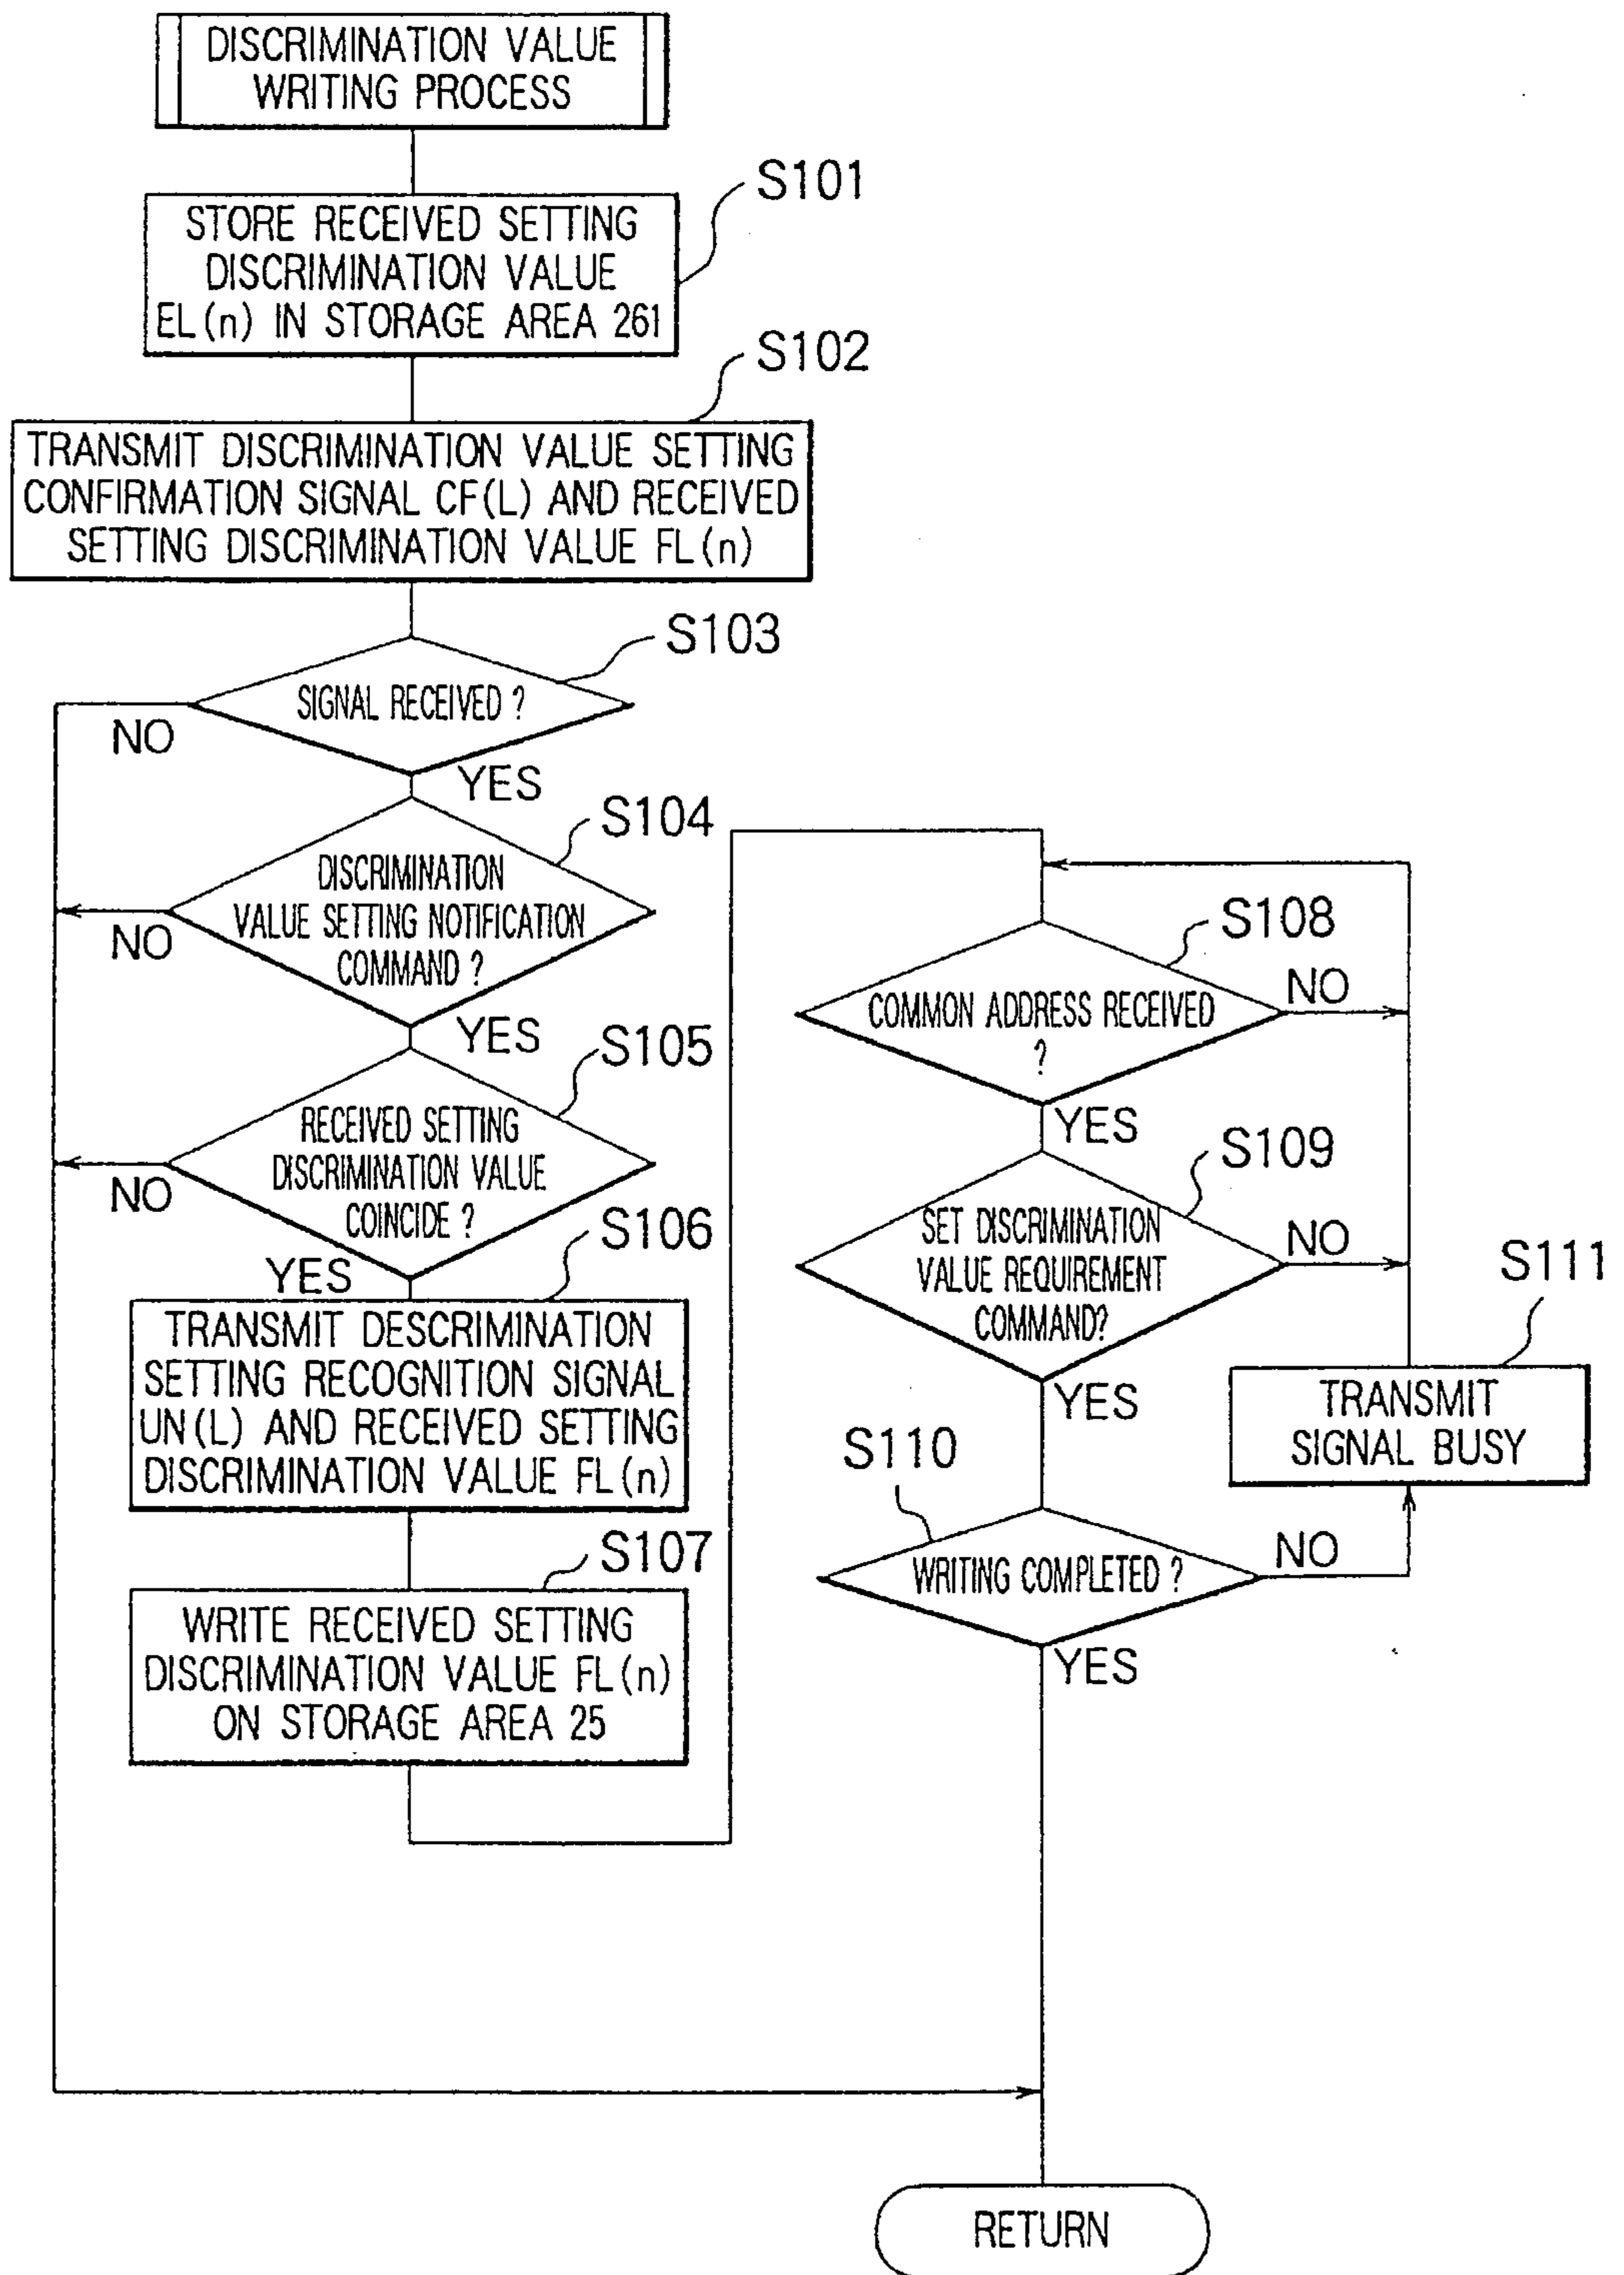 DISCRIMINATION VALUE
WRITING PROCESS
S101
STORE RECEIVED SETTING
DISCRIMINATION VALUE
EL(n) IN STORAGE AREA 261
S102
TRANSMIT DISCRIMINATION VALUE SETTING
CONFIRMATION SIGNAL CF(L) AND RECEIVED
SETTING DISCRIMINATION VALUE FL(n)
S103
SIGNAL RECEIVED ?
NO
YES
S104
DISCRIMINATION
VALUE SETTING NOTIFICATION
COMMAND ?
NO
YES
S105
RECEIVED SETTING
DISCRIMINATION VALUE
COINCIDE ?
NO
YES
S106
TRANSMIT DESCRIMINATION
SETTING RECOGNITION SIGNAL
UN(L) AND RECEIVED SETTING
DISCRIMINATION VALUE FL(n)
S107
WRITE RECEIVED SETTING
DISCRIMINATION VALUE FL(n)
ON STORAGE AREA 25
S108
COMMON ADDRESS RECEIVED
?
NO
YES
S109
SET DISCRIMINATION
VALUE REQUIREMENT
COMMAND?
NO
YES
S110
WRITING COMPLETED ?
NO
YES
S111
TRANSMIT
SIGNAL BUSY
RETURN